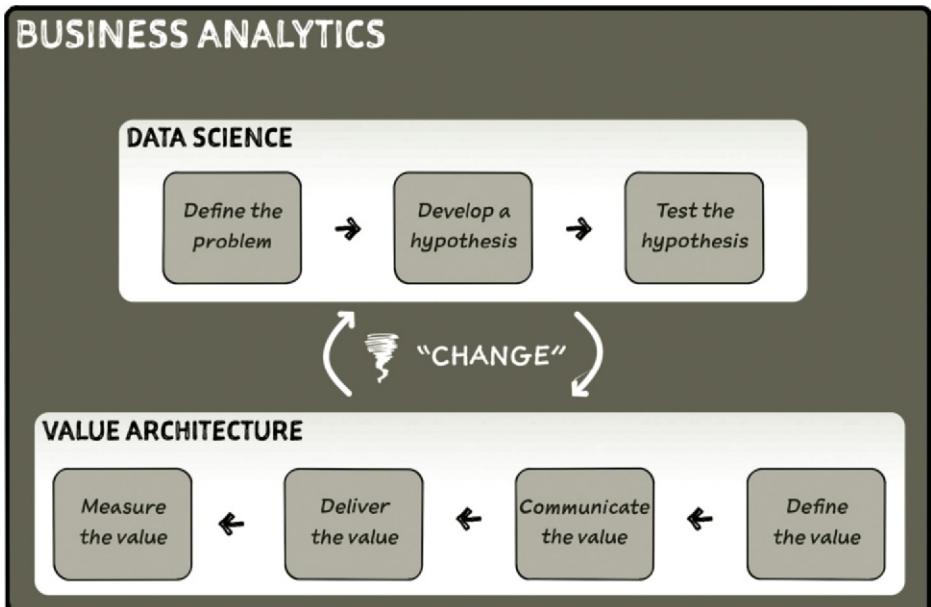 BUSINESS ANALYTICS
DATA SCIENCE
Define the
problem
Develop a
hypothesis
Test the
hypothesis
"CHANGE"
VALUE ARCHITECTURE
Measure
the value
Deliver
the value
Communicate
the value
Define
the value